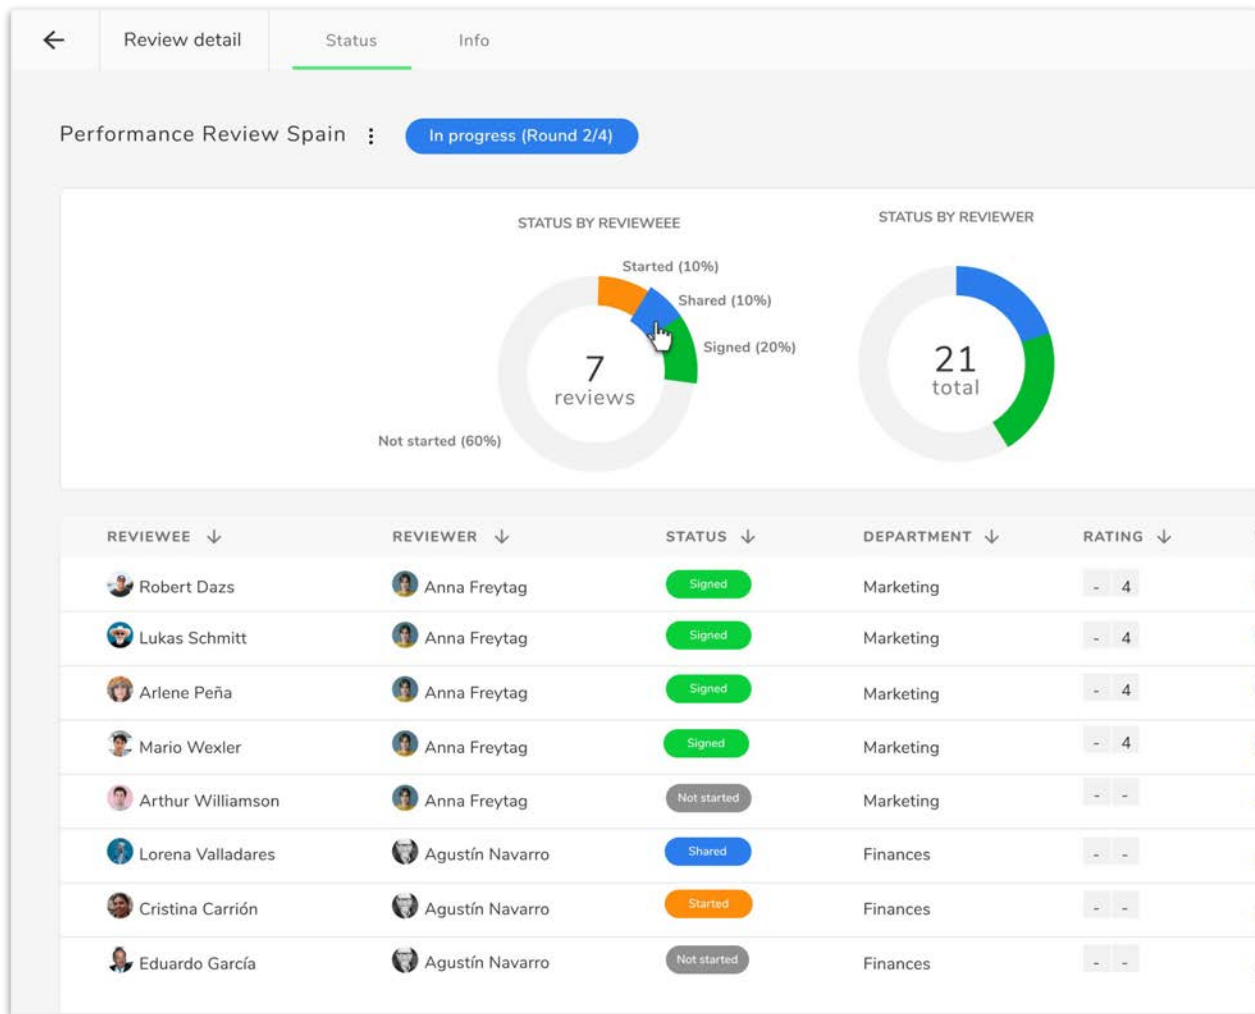 Review detail Status Info
Performance Review Spain In progress (Round 2/4)
STATUS BY REVIEWEEE STATUS BY REVIEWER
Started (10%)
Shared (10%)
Signed (20%)
7
reviews
21
total
Not started (60%)
REVIEWEE REVIEWER STATUS DEPARTMENT RATING
Robert Dazs Anna Freytag Signed Marketing - 4
Lukas Schmitt Anna Freytag Signed Marketing - 4
Arlene Peña Anna Freytag Signed Marketing - 4
Mario Wexler Anna Freytag Signed Marketing - 4
Arthur Williamson Anna Freytag Not started Marketing - -
Lorena Valladares Agustín Navarro Shared Finances - -
Cristina Carrión Agustín Navarro Started Finances - -
Eduardo García Agustín Navarro Not started Finances - -